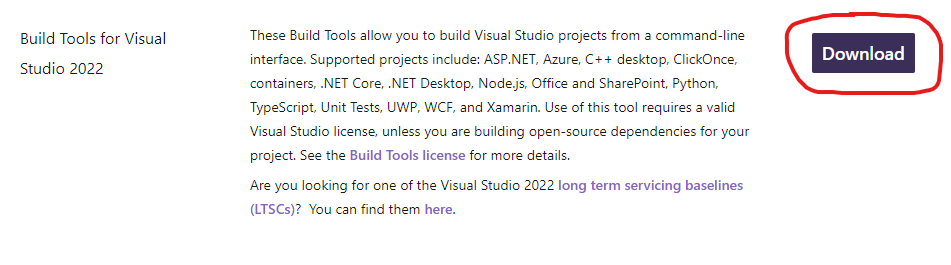 Build Tools for Visual
Studio 2022
These Build Tools allow you to build Visual Studio projects from a command-line
interface. Supported projects include: ASP.NET, Azure, C++ desktop, ClickOnce,
containers, .NET Core, .NET Desktop, Node.js, Office and SharePoint, Python,
TypeScript, Unit Tests, UWP, WCF, and Xamarin. Use of this tool requires a valid
Visual Studio license, unless you are building open-source dependencies for your
project. See the Build Tools license for more details.
Are you looking for one of the Visual Studio 2022 long term servicing baselines
(LTSCs)?  You can find them here.
Download